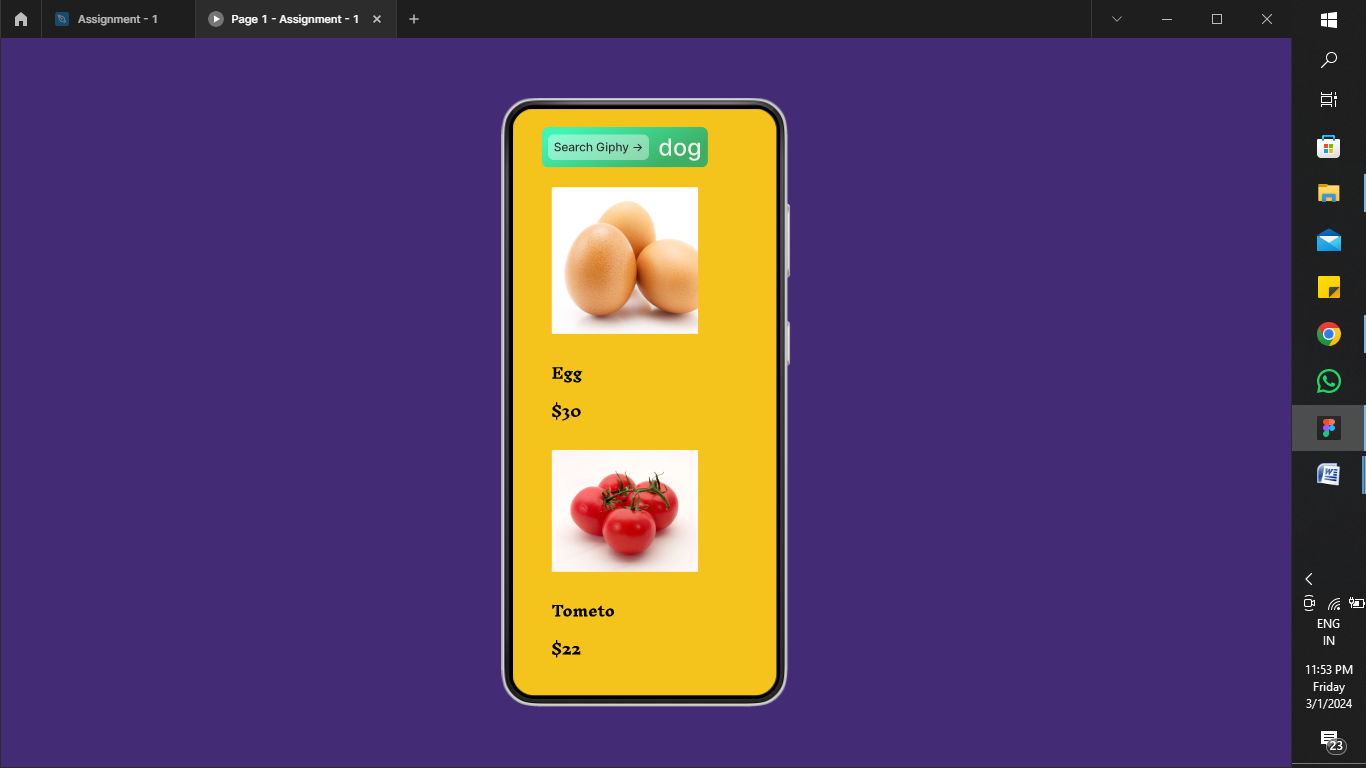 Assignment - 1
Page 1 - Assignment - 1
Search Giphy → dog
Egg
$30
Tometo
$22
ENG
IN
11:53 PM
Friday
3/1/2024
23